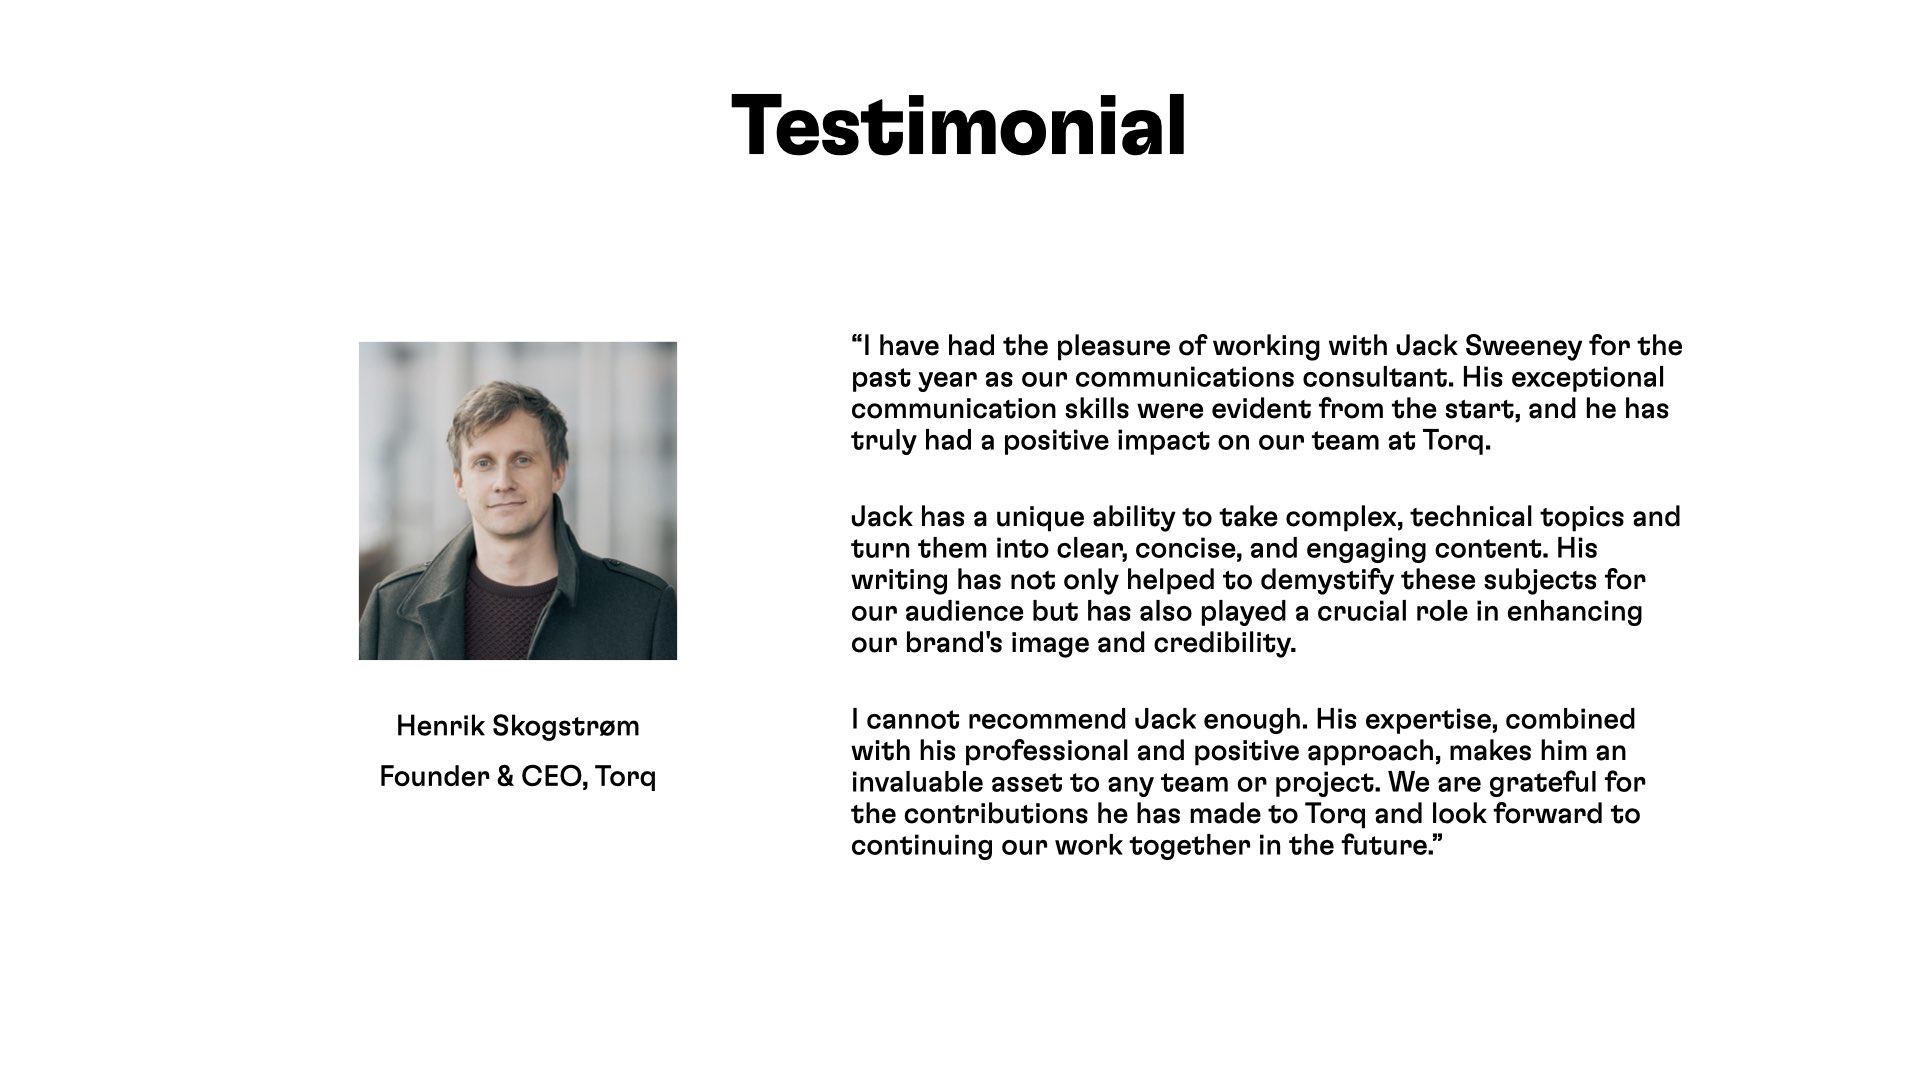 Testimonial
Henrik Skogstrøm
Founder & CEO, Torq
“I have had the pleasure of working with Jack Sweeney for the
past year as our communications consultant. His exceptional
communication skills were evident from the start, and he has
truly had a positive impact on our team at Torq.
Jack has a unique ability to take complex, technical topics and
turn them into clear, concise, and engaging content. His
writing has not only helped to demystify these subjects for
our audience but has also played a crucial role in enhancing
our brand's image and credibility.
I cannot recommend Jack enough. His expertise, combined
with his professional and positive approach, makes him an
invaluable asset to any team or project. We are grateful for
the contributions he has made to Torq and look forward to
continuing our work together in the future.”